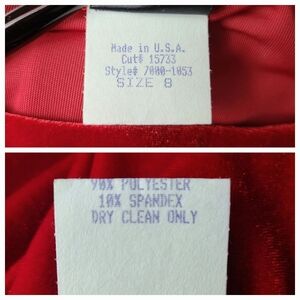 Made in U.S.A.
Cut# 15733
Style# 7000-1053
SIZE 8
90% POLYESTER
10% SPANDEX
DRY CLEAN ONLY